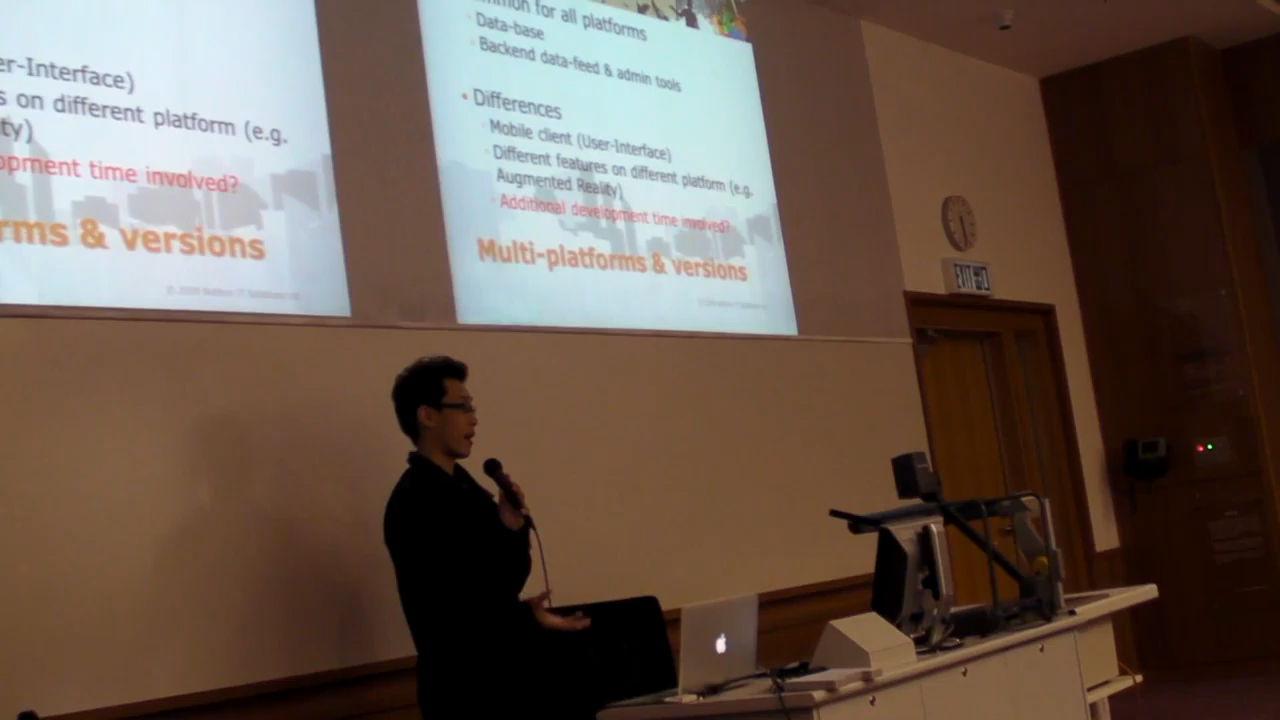 er-Interface)
s on different platform (e.g.
ty)
opment time involved?
rms & versions
mmon for all platforms
Data-base
Backend data-feed & admin tools
Differences
Mobile client (User-Interface)
Different features on different platform (e.g.
Augmented Reality)
Additional development time involved?
Multi-platforms & versions
EXIT